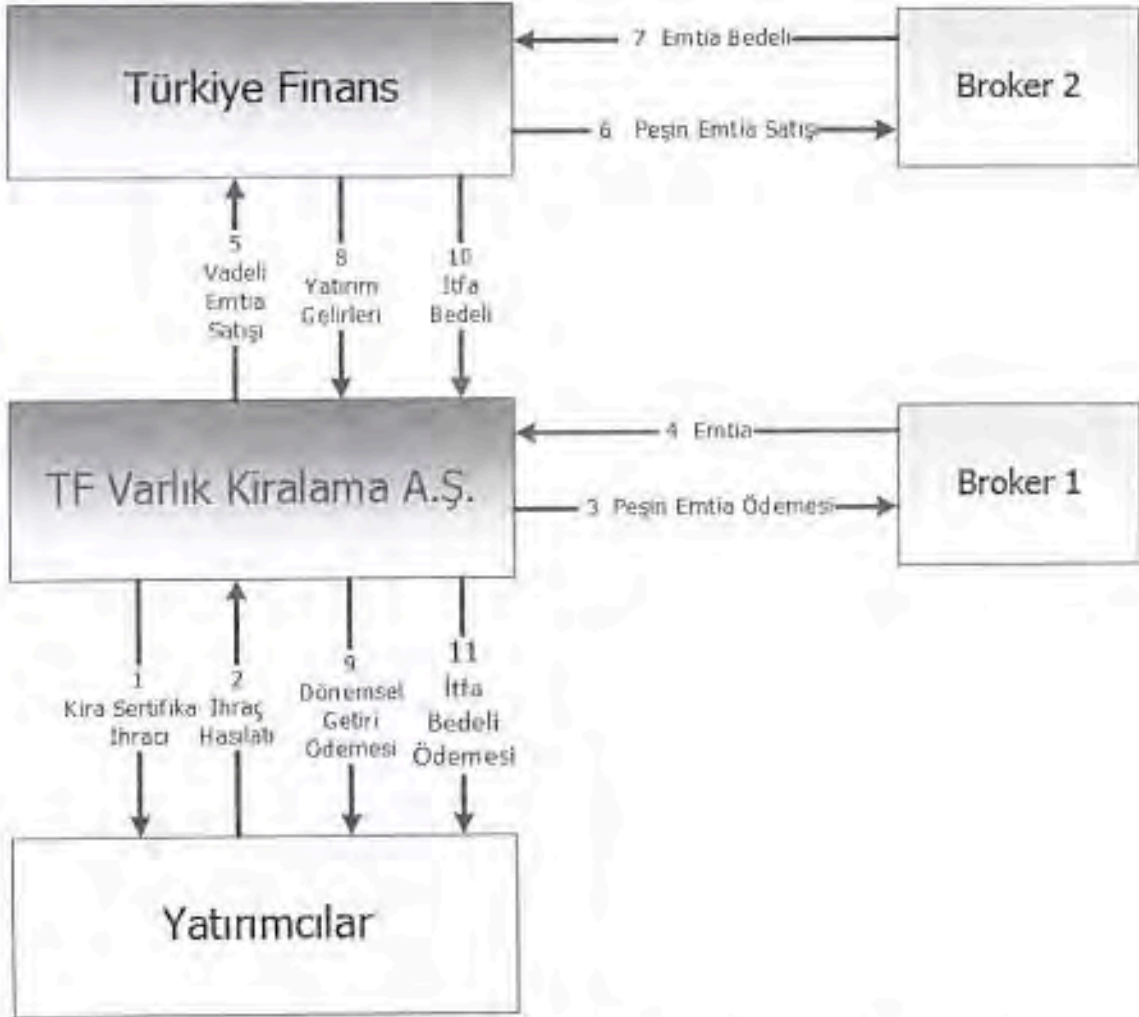 7 Emtia Bedeli
Türkiye Finans
Broker 2
6 Peşin Emtia Satış
5
Vadeli
Emtia
Satışı
8
Yatırım
Gelirleri
10
İtfa
Bedeli
4 Emtia
TF Varlık Kiralama A.Ş.
Broker 1
3 Peşin Emtia Ödemesi
1
Kira Sertifika
İhracı
2
İhraç
Hasılatı
9
Dönemsel
Getiri
Ödemesi
11
İtfa
Bedeli
Ödemesi
Yatırımcılar